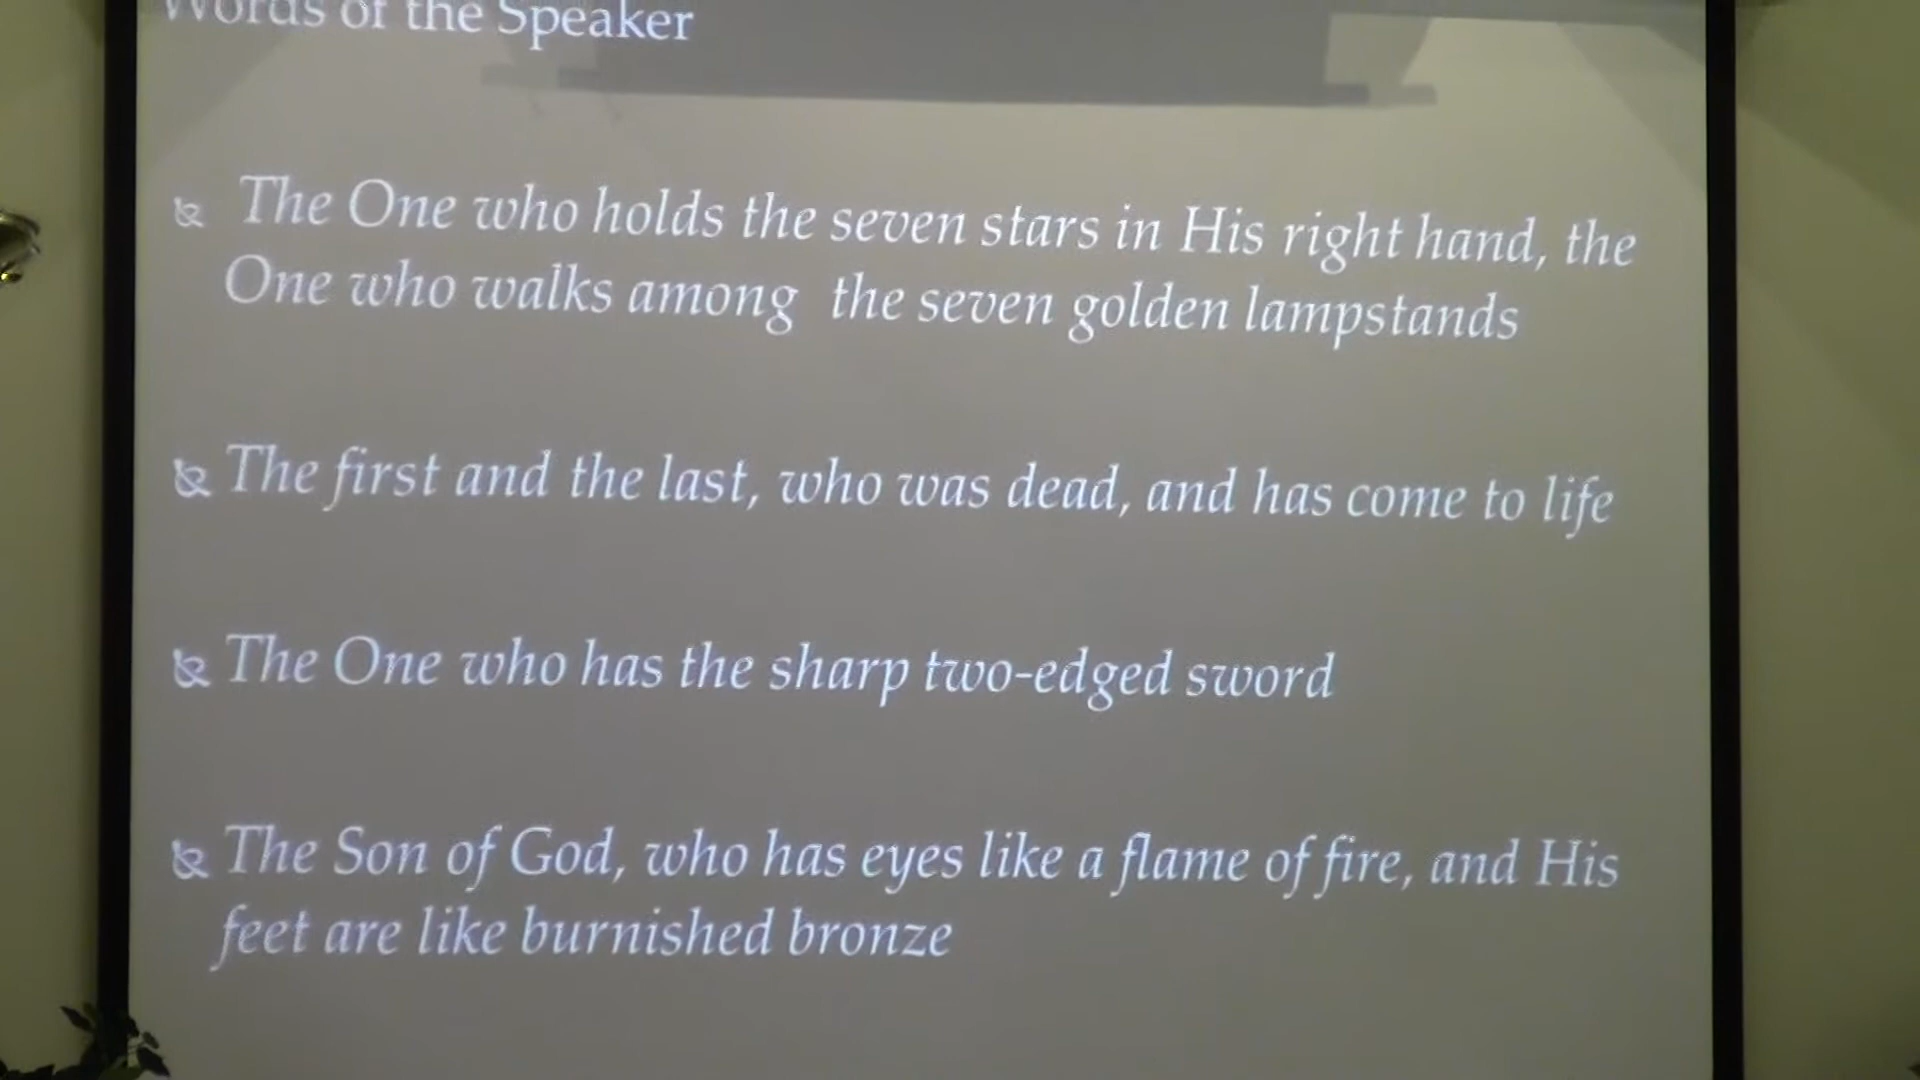 Words of the Speaker
The One who holds the seven stars in His right hand, the
One who walks among the seven golden lampstands
The first and the last, who was dead, and has come to life
The One who has the sharp two-edged sword
The Son of God, who has eyes like a flame of fire, and His
feet are like burnished bronze